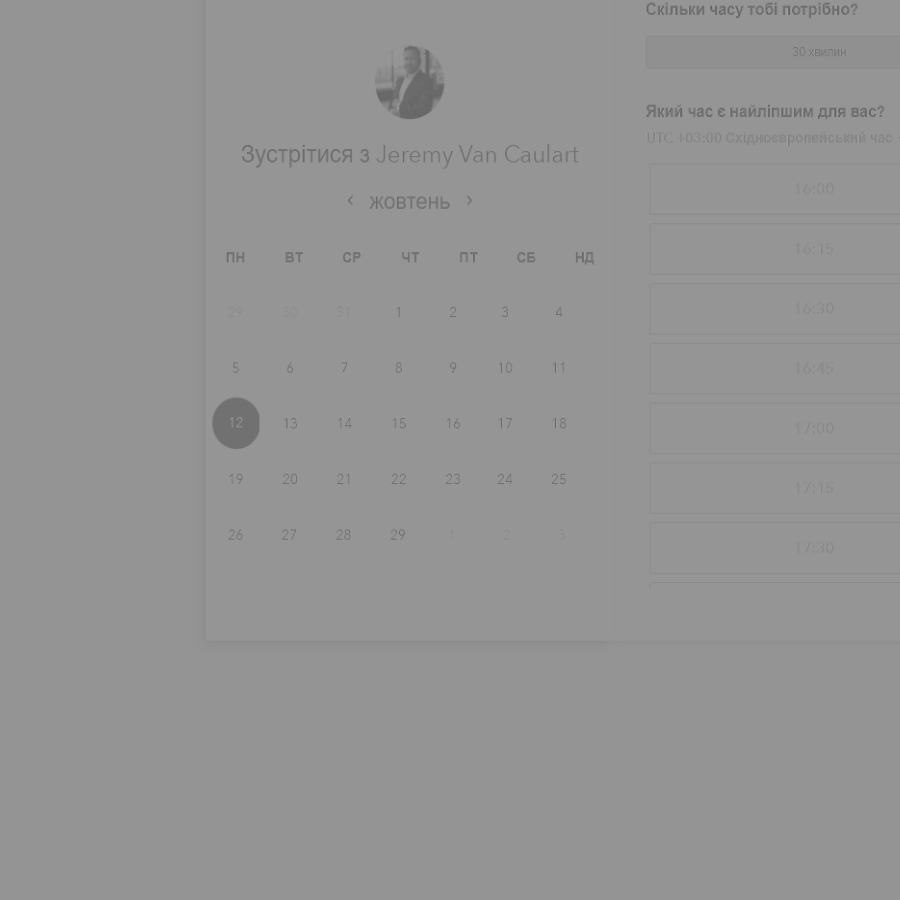 Зустрітися з Jeremy Van Caulart
жовтень
ПН ВТ СР ЧТ ПТ СБ НД
29 30 31 1 2 3 4
5 6 7 8 9 10 11
12 13 14 15 16 17 18
19 20 21 22 23 24 25
26 27 28 29 1 2 3
Скільки часу тобі потрібно?
30 хвилин
Який час є найліпшим для вас?
UTC +03:00 Східноєвропейський час
16:00
16:15
16:30
16:45
17:00
17:15
17:30